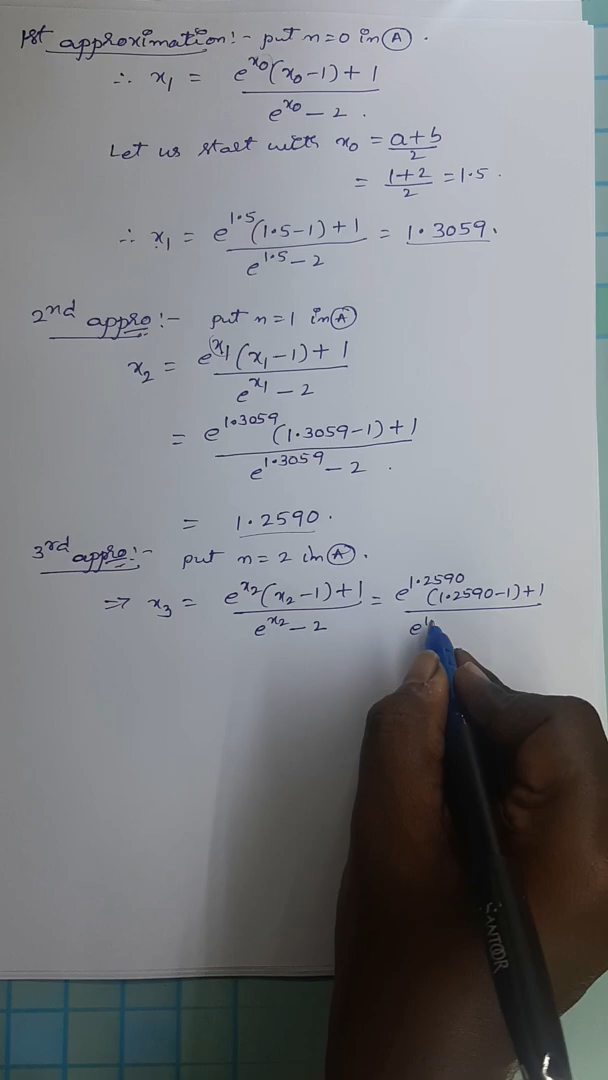 1st approximation:- put n=0 in Ⓐ.
∴ x₁ = (e^x₀(x₀-1)+1)/(e^x₀-2).
Let us start with x₀ = (a+b)/2
= (1+2)/2 = 1.5.
∴ x₁ = (e^1.5(1.5-1)+1)/(e^1.5-2) = 1.3059.
2nd appro:- put n=1 in Ⓐ
x₂ = (e^x₁(x₁-1)+1)/(e^x₁-2)
= (e^1.3059(1.3059-1)+1)/(e^1.3059-2).
= 1.2590.
3rd appro:- put n=2 in Ⓐ.
⇒ x₃ = (e^x₂(x₂-1)+1)/(e^x₂-2) = (e^1.2590(1.2590-1)+1)/(e^1
CANTOOR